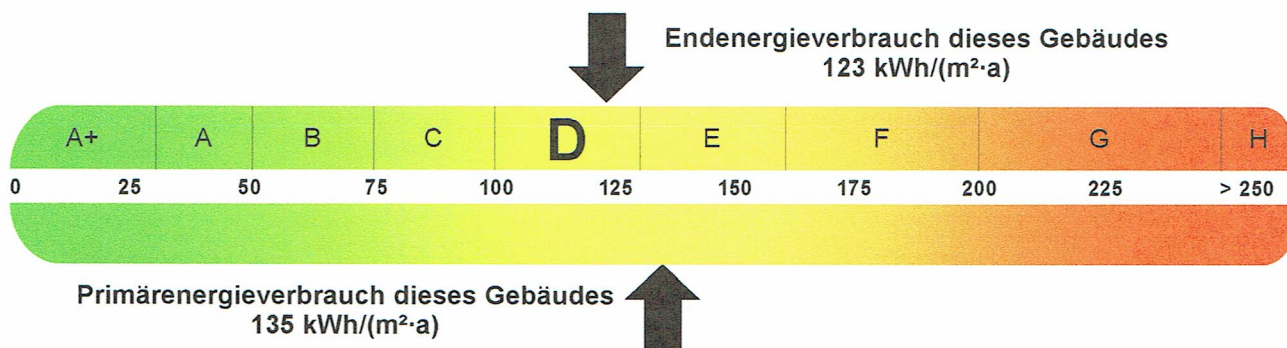 Endenergieverbrauch dieses Gebäudes
123 kWh/(m²·a)
A+ A B C D E F G H
0 25 50 75 100 125 150 175 200 225 > 250
Primärenergieverbrauch dieses Gebäudes
135 kWh/(m²·a)